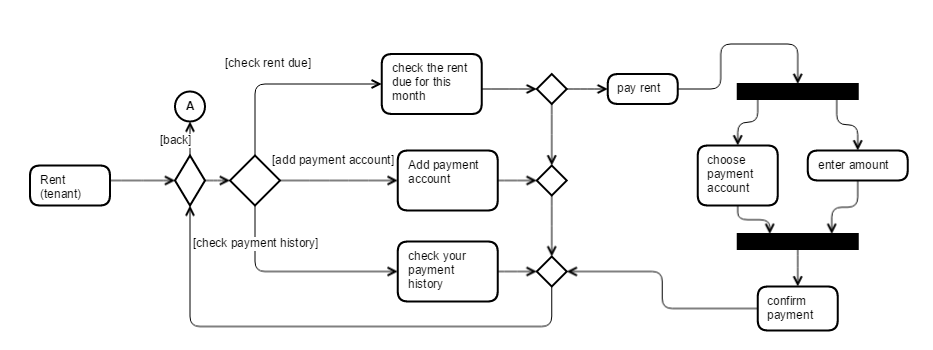 [check rent due]
check the rent
due for this
month
pay rent
A
[back]
Rent
(tenant)
[add payment account]
Add payment
account
choose
payment
account
enter amount
[check payment history]
check your
payment
history
confirm
payment